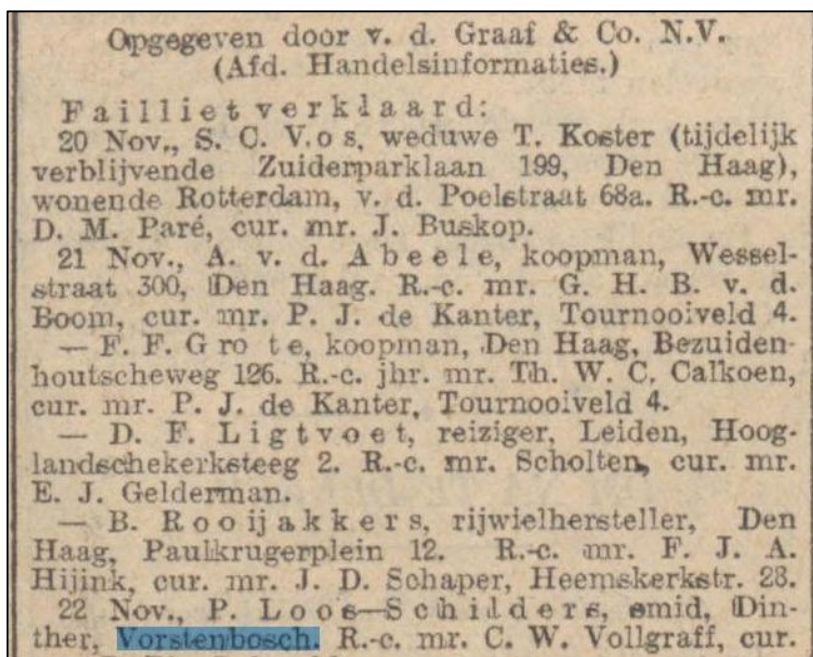 Opgegeven door v. d. Graaf & Co. N.V.
(Afd. Handelsinformaties.)
Failliet verklaard:
20 Nov., S. C. Vos, weduwe T. Koster (tijdelijk
verblijvende Zuiderparklaan 199, Den Haag),
wonende Rotterdam, v. d. Poelstraat 68a. R.-c. mr.
D. M. Paré, cur. mr. J. Buskop.
21 Nov., A. v. d. Abeele, koopman, Wessel-
straat 300, Den Haag. R.-c. mr. G. H. B. v. d.
Boom, cur. mr. P. J. de Kanter, Tournooiveld 4.
— F. F. Grote, koopman, Den Haag, Bezuiden-
houtscheweg 126. R.-c. jhr. mr. Th. W. C. Calkoen,
cur. mr. P. J. de Kanter, Tournooiveld 4.
— D. F. Ligtvoet, reiziger, Leiden, Hoog-
landschekerksteeg 2. R.-c. mr. Scholten, cur. mr.
E. J. Gelderman.
— B. Rooijakkers, rijwielhersteller, Den
Haag, Paulkrugerplein 12. R.-c. mr. F. J. A.
Hijink, cur. mr. J. D. Schaper, Heemskerkstr. 28.
22 Nov., P. Loos—Schilders, smid, Din-
ther, Vorstenbosch. R.-c. mr. C. W. Vollgraff, cur.